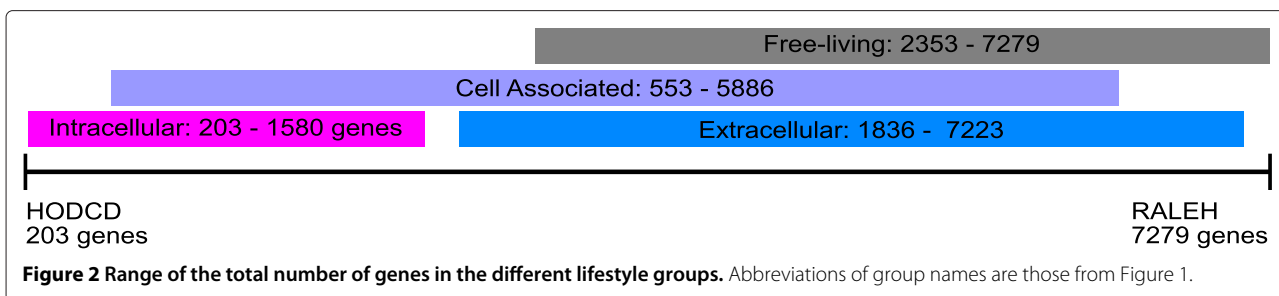 Free-living: 2353 - 7279
Cell Associated: 553 - 5886
Intracellular: 203 - 1580 genes
Extracellular: 1836 - 7223
HODCD
203 genes
RALEH
7279 genes
Figure 2 Range of the total number of genes in the different lifestyle groups. Abbreviations of group names are those from Figure 1.